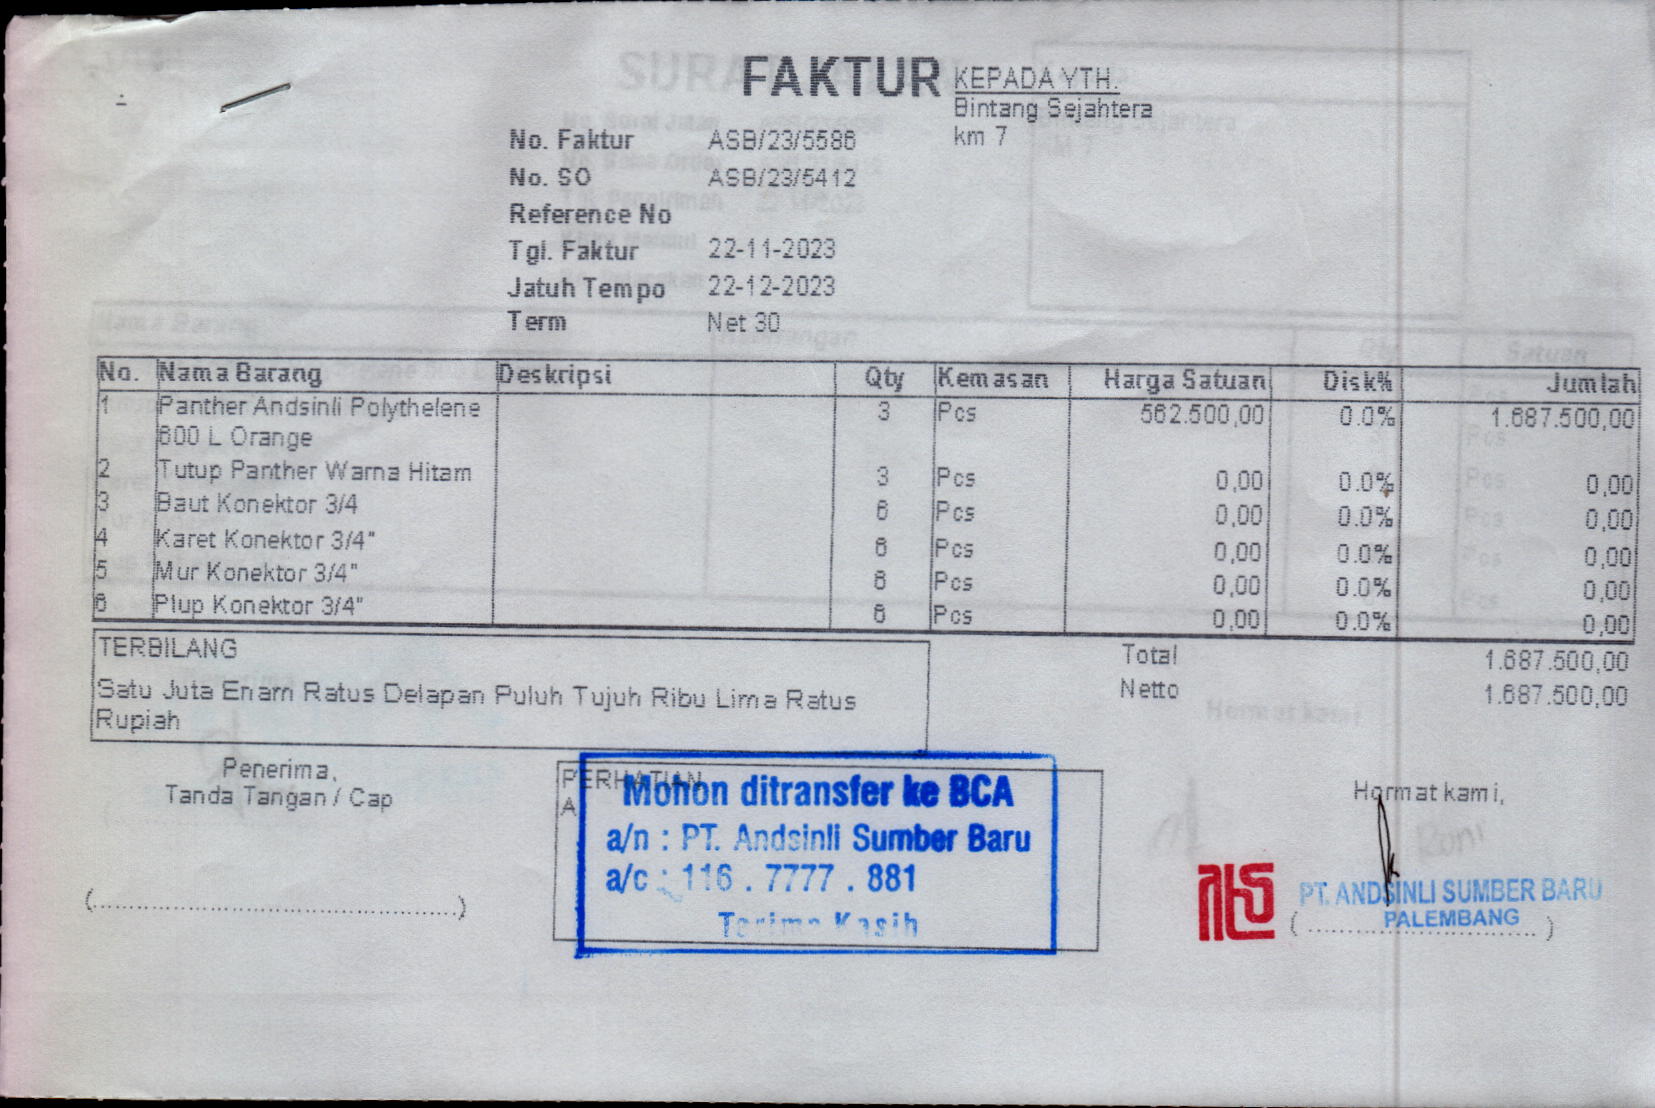 FAKTUR
KEPADA YTH.
Bintang Sejahtera
km 7
No. Faktur ASB/23/5586
No. SO ASB/23/5412
Reference No
Tgl. Faktur 22-11-2023
Jatuh Tempo 22-12-2023
Term Net 30
No. Nama Barang Deskripsi Qty Kemasan Harga Satuan Disk% Jumlah
1 Panther Andsinli Polythelene 3 Pcs 562.500,00 0.0% 1.687.500,00
600 L Orange
2 Tutup Panther Warna Hitam 3 Pcs 0,00 0.0% 0,00
3 Baut Konektor 3/4 6 Pcs 0,00 0.0% 0,00
4 Karet Konektor 3/4" 6 Pcs 0,00 0.0% 0,00
5 Mur Konektor 3/4" 6 Pcs 0,00 0.0% 0,00
6 Plup Konektor 3/4" 6 Pcs 0,00 0.0% 0,00
TERBILANG
Satu Juta Enam Ratus Delapan Puluh Tujuh Ribu Lima Ratus
Rupiah
Total 1.687.500,00
Netto 1.687.500,00
Penerima,
Tanda Tangan / Cap
(....................)
PERHATIAN
A
Mohon ditransfer ke BCA
a/n : PT. Andsinli Sumber Baru
a/c : 116 . 7777 . 881
Terima Kasih
Hormat kami,
PT. ANDSINLI SUMBER BARU
PALEMBANG
(....................)